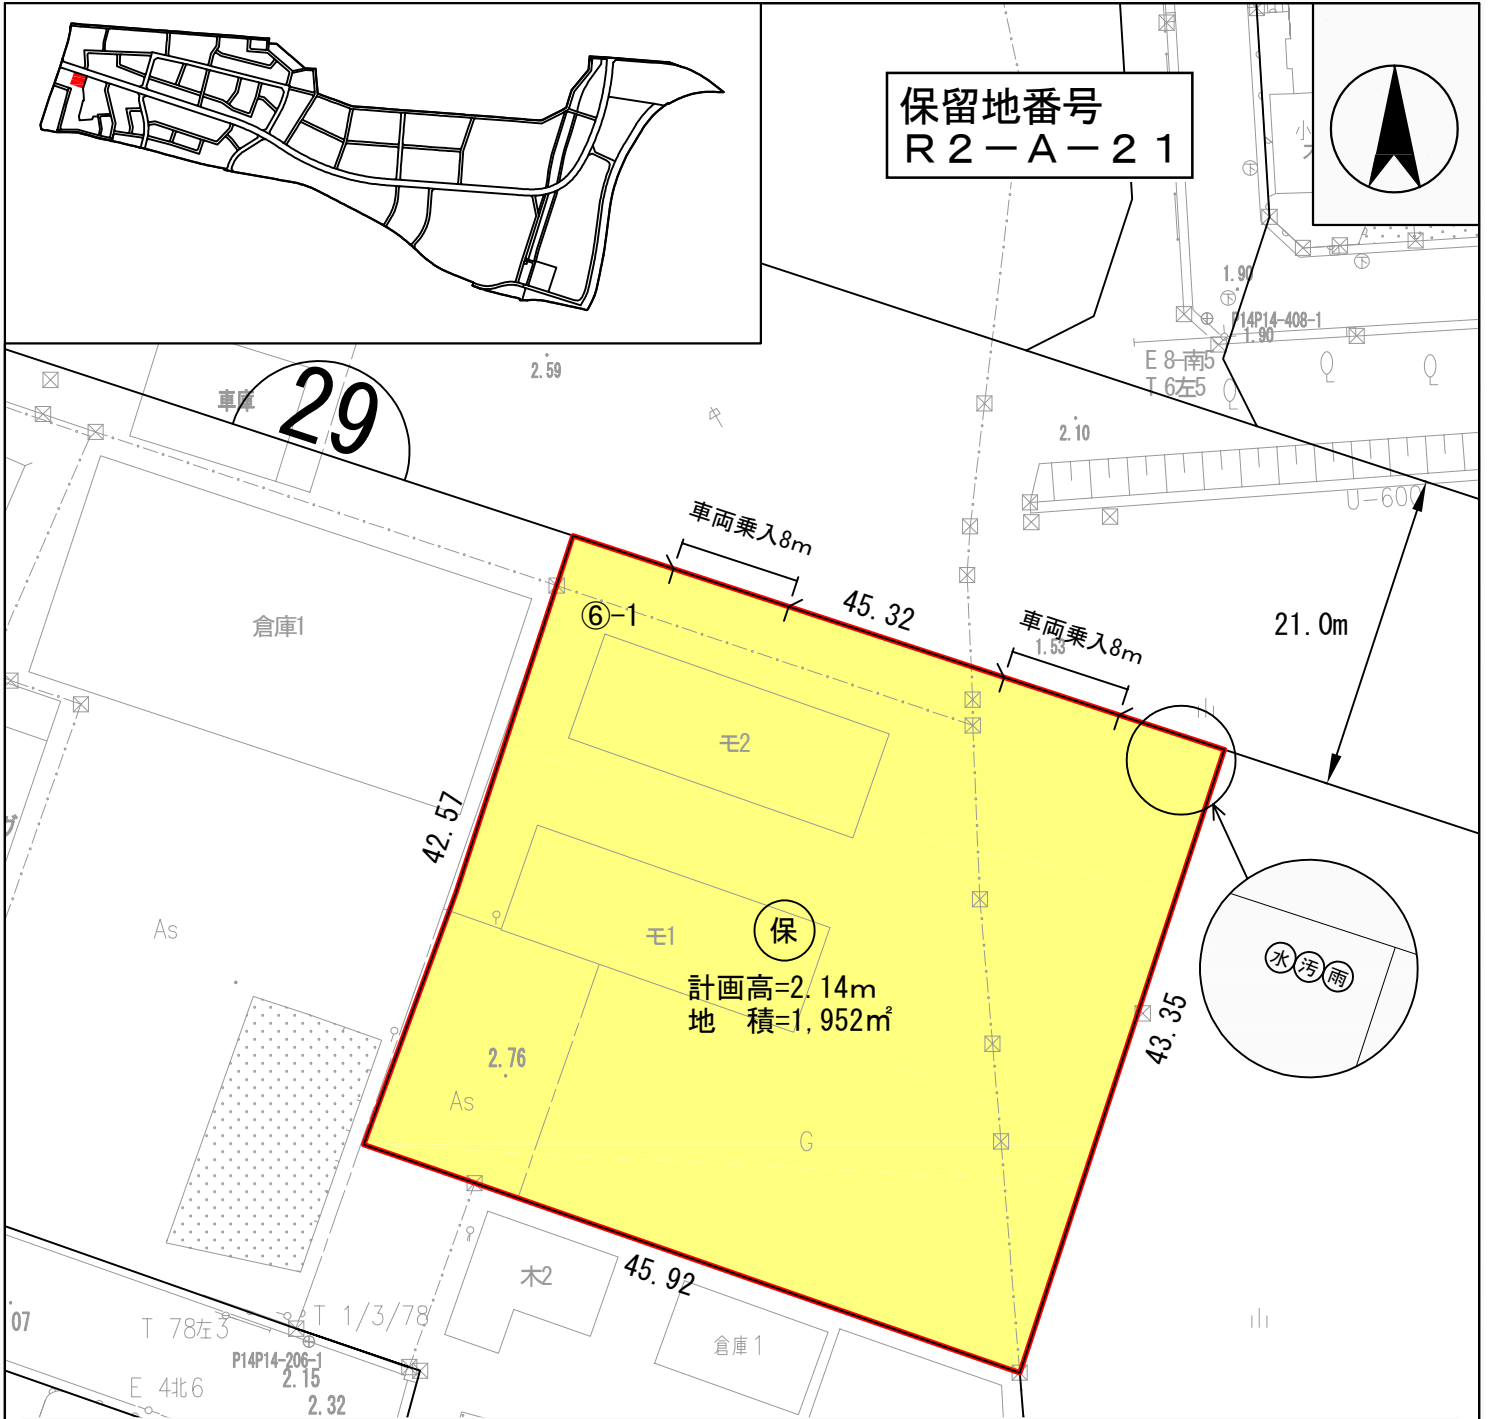 保留地番号
R2-A-21
小
1.90
P14P14-408-1
1.90
E 8-南5
T 6左5
2.59
車庫
29
2.10
U-600
車両乗入8m
45.32
車両乗入8m
1.53
21.0m
倉庫1
⑥-1
モ2
42.57
As
モ1
保
計画高=2.14m
地　積=1,952㎡
水汚雨
43.35
2.76
As
G
木2
45.92
倉庫1
07
T 78左3
T 1/3/78
P14P14-206-1
2.15
E 4北6
2.32